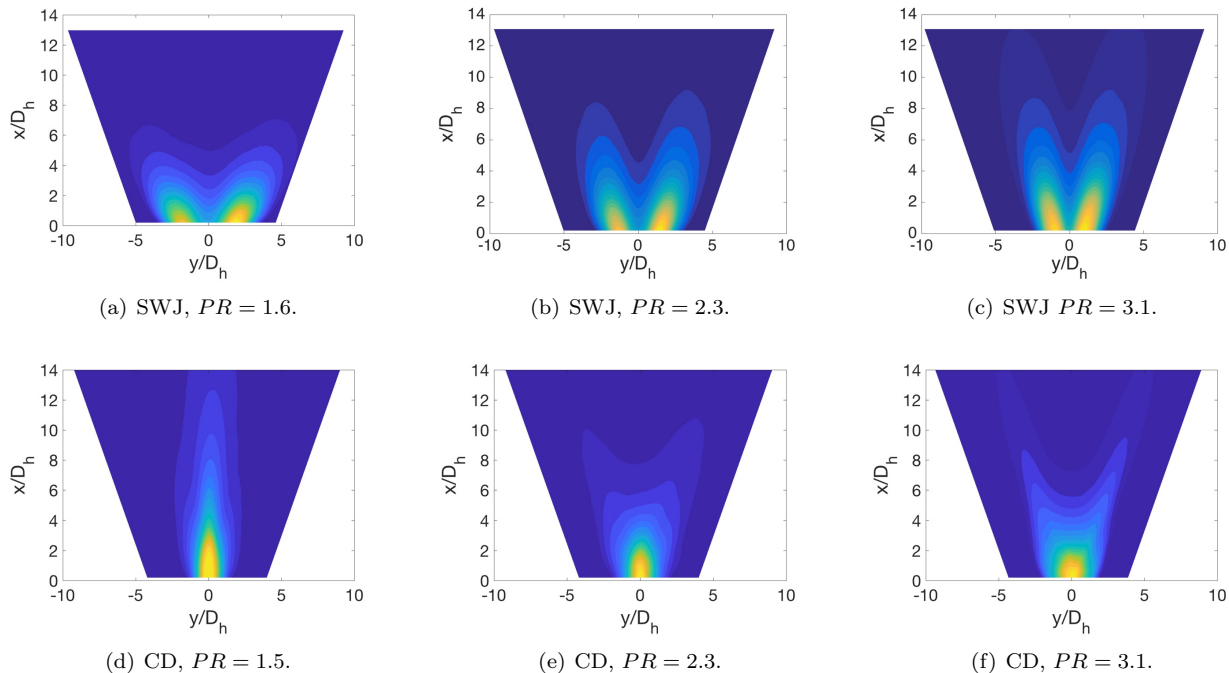 14
12
10
8
6
4
2
0
x/D_h
-10 -5 0 5 10
y/D_h
(a) SWJ, PR = 1.6.
14
12
10
8
6
4
2
0
x/D_h
-10 -5 0 5 10
y/D_h
(b) SWJ, PR = 2.3.
14
12
10
8
6
4
2
0
x/D_h
-10 -5 0 5 10
y/D_h
(c) SWJ PR = 3.1.
14
12
10
8
6
4
2
0
x/D_h
-10 -5 0 5 10
y/D_h
(d) CD, PR = 1.5.
14
12
10
8
6
4
2
0
x/D_h
-10 -5 0 5 10
y/D_h
(e) CD, PR = 2.3.
14
12
10
8
6
4
2
0
x/D_h
-10 -5 0 5 10
y/D_h
(f) CD, PR = 3.1.